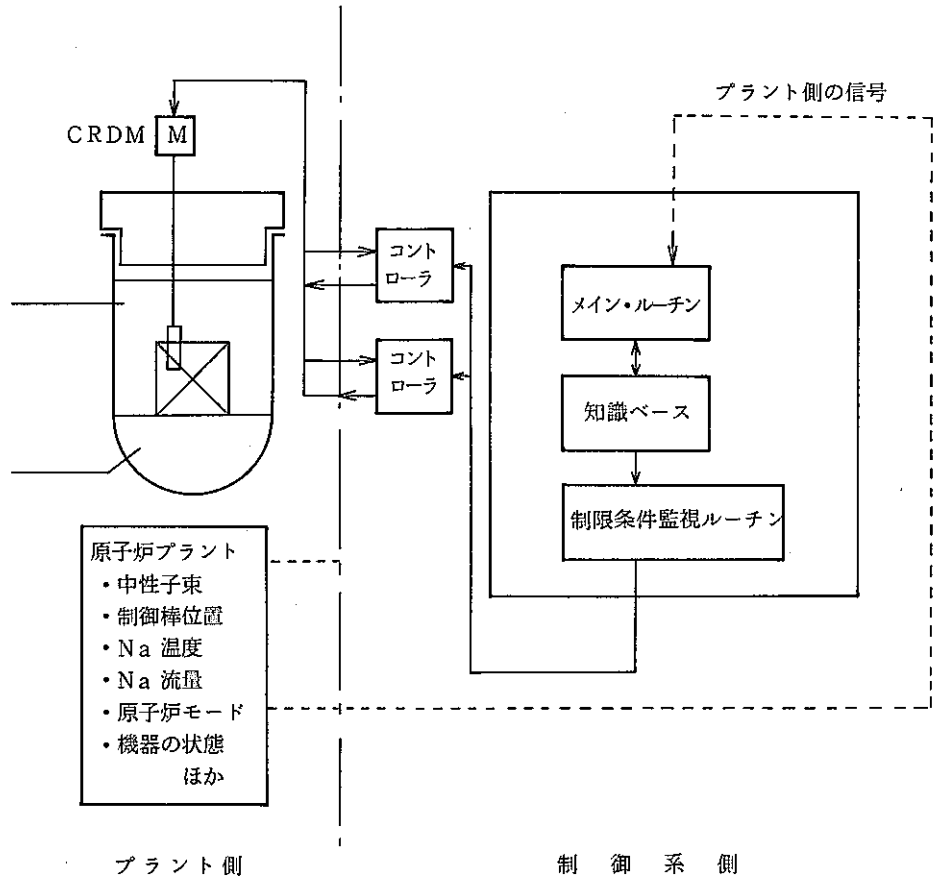 プラント側の信号
CRDM M
コント
ローラ
メイン・ルーチン
コント
ローラ
知識ベース
制限条件監視ルーチン
原子炉プラント
・中性子束
・制御棒位置
・Na 温度
・Na 流量
・原子炉モード
・機器の状態
ほか
プラント側
制御系側